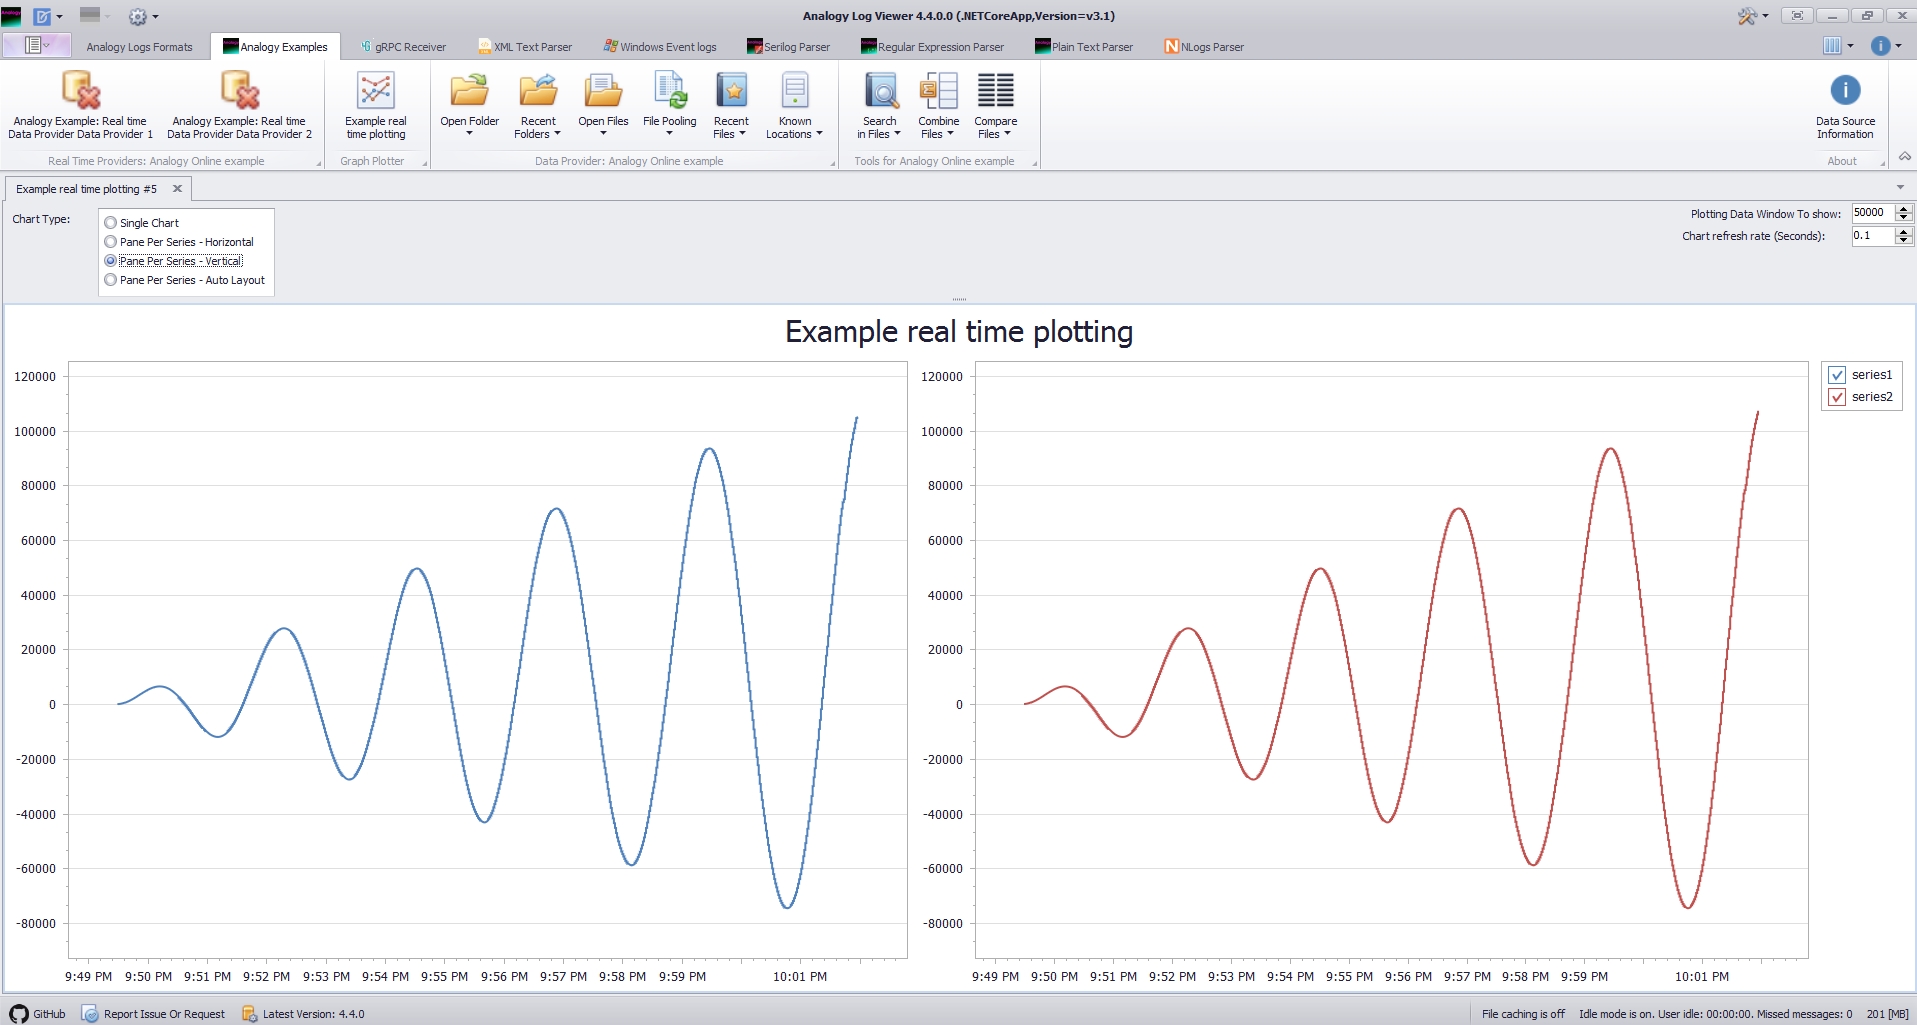 Analogy Log Viewer 4.4.0.0 (.NETCoreApp,Version=v3.1)
Analogy Logs Formats
Analogy Examples
gRPC Receiver
XML Text Parser
Windows Event logs
Serilog Parser
Regular Expression Parser
Plain Text Parser
NLogs Parser
Analogy Example: Real time
Data Provider Data Provider 1
Analogy Example: Real time
Data Provider Data Provider 2
Real Time Providers: Analogy Online example
Example real
time plotting
Graph Plotter
Open Folder
Recent
Folders
Open Files
File Pooling
Recent
Files
Known
Locations
Data Provider: Analogy Online example
Search
in Files
Combine
Files
Compare
Files
Tools for Analogy Online example
Data Source
Information
About
Example real time plotting #5
Chart Type:
Single Chart
Pane Per Series - Horizontal
Pane Per Series - Vertical
Pane Per Series - Auto Layout
Plotting Data Window To show: 50000
Chart refresh rate (Seconds): 0.1
Example real time plotting
120000
100000
80000
60000
40000
20000
0
-20000
-40000
-60000
-80000
9:49 PM 9:50 PM 9:51 PM 9:52 PM 9:53 PM 9:54 PM 9:55 PM 9:56 PM 9:57 PM 9:58 PM 9:59 PM 10:01 PM
120000
100000
80000
60000
40000
20000
0
-20000
-40000
-60000
-80000
9:49 PM 9:50 PM 9:51 PM 9:52 PM 9:53 PM 9:54 PM 9:55 PM 9:56 PM 9:57 PM 9:58 PM 9:59 PM 10:01 PM
series1
series2
GitHub
Report Issue Or Request
Latest Version: 4.4.0
File caching is off
Idle mode is on. User idle: 00:00:00. Missed messages: 0
201 [MB]